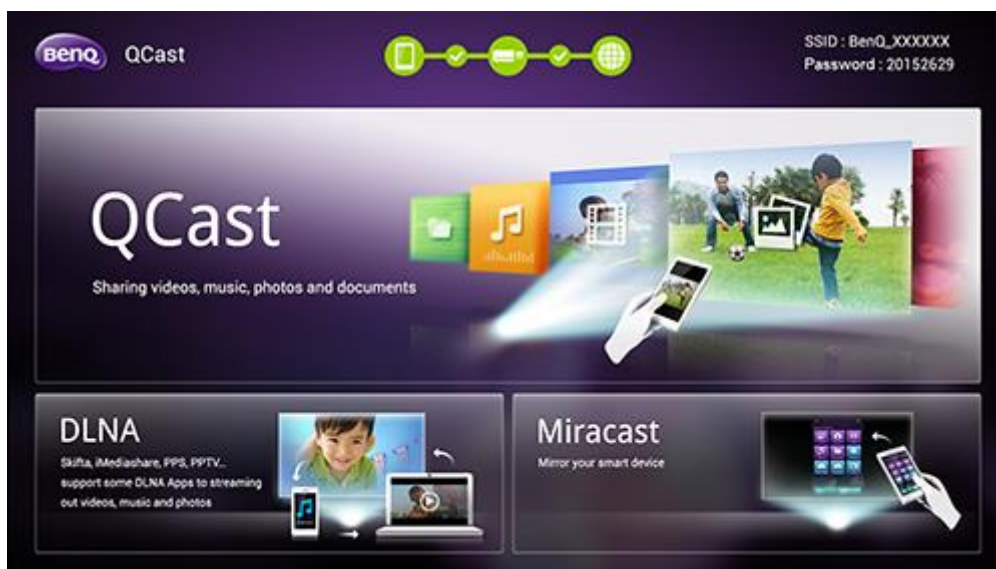 BenQ QCast
SSID : BenQ_XXXXXX
Password : 20152629
QCast
Sharing videos, music, photos and documents
DLNA
Skifta, iMediashare, PPS, PPTV...
support some DLNA Apps to streaming
out videos, music and photos
Miracast
Mirror your smart device